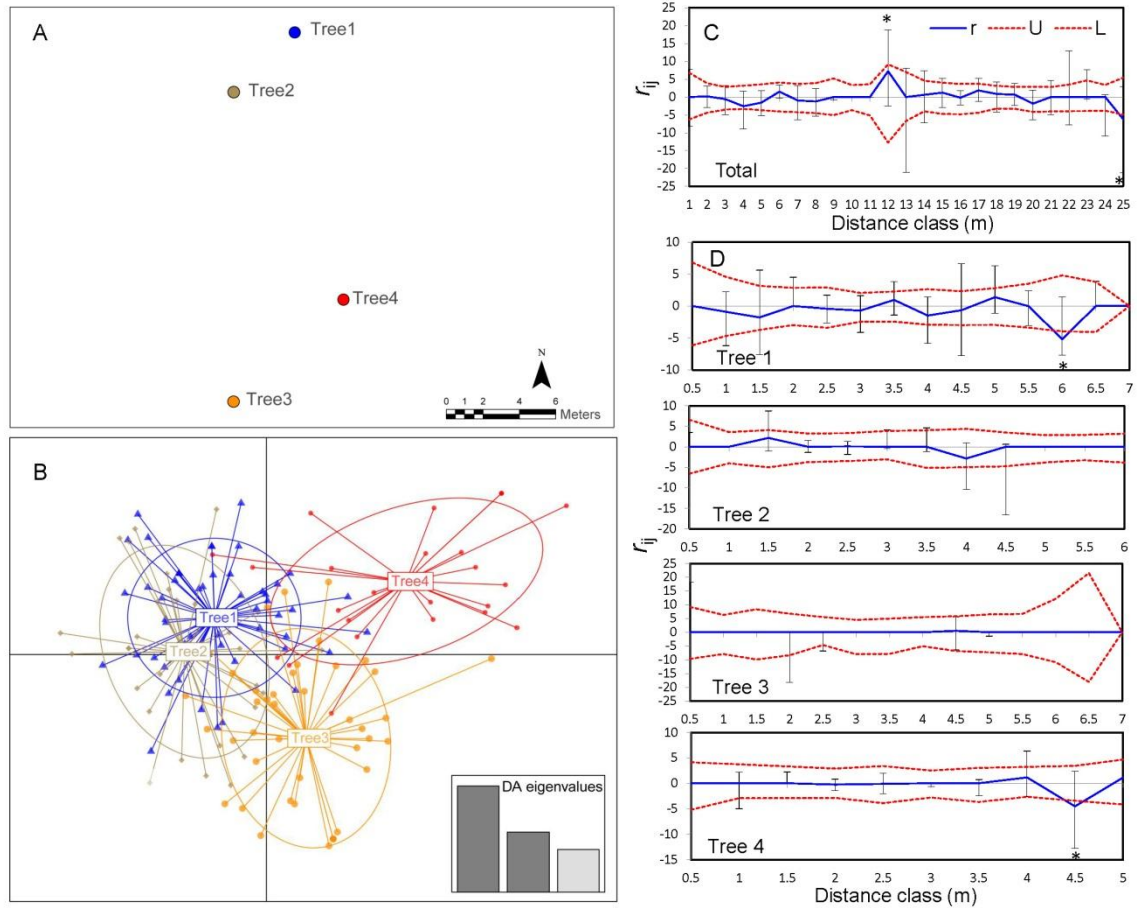 A
Tree1
Tree2
Tree4
Tree3
N
0 1 2 4 6
Meters
B
Tree4
Tree1
Tree2
Tree3
DA eigenvalues
C
r U L
*
25
20
15
10
5
0
-5
-10
-15
-20
-25
rij
Total
*
1 2 3 4 5 6 7 8 9 10 11 12 13 14 15 16 17 18 19 20 21 22 23 24 25
Distance class (m)
D
10
5
0
-5
-10
Tree 1
*
0.5 1 1.5 2 2.5 3 3.5 4 4.5 5 5.5 6 6.5 7
10
5
0
-5
-10
-15
-20
Tree 2
0.5 1 1.5 2 2.5 3 3.5 4 4.5 5 5.5 6
rij
25
20
15
10
5
0
-5
-10
-15
-20
-25
Tree 3
0.5 1 1.5 2 2.5 3 3.5 4 4.5 5 5.5 6 6.5 7
10
5
0
-5
-10
-15
Tree 4
*
0.5 1 1.5 2 2.5 3 3.5 4 4.5 5
Distance class (m)